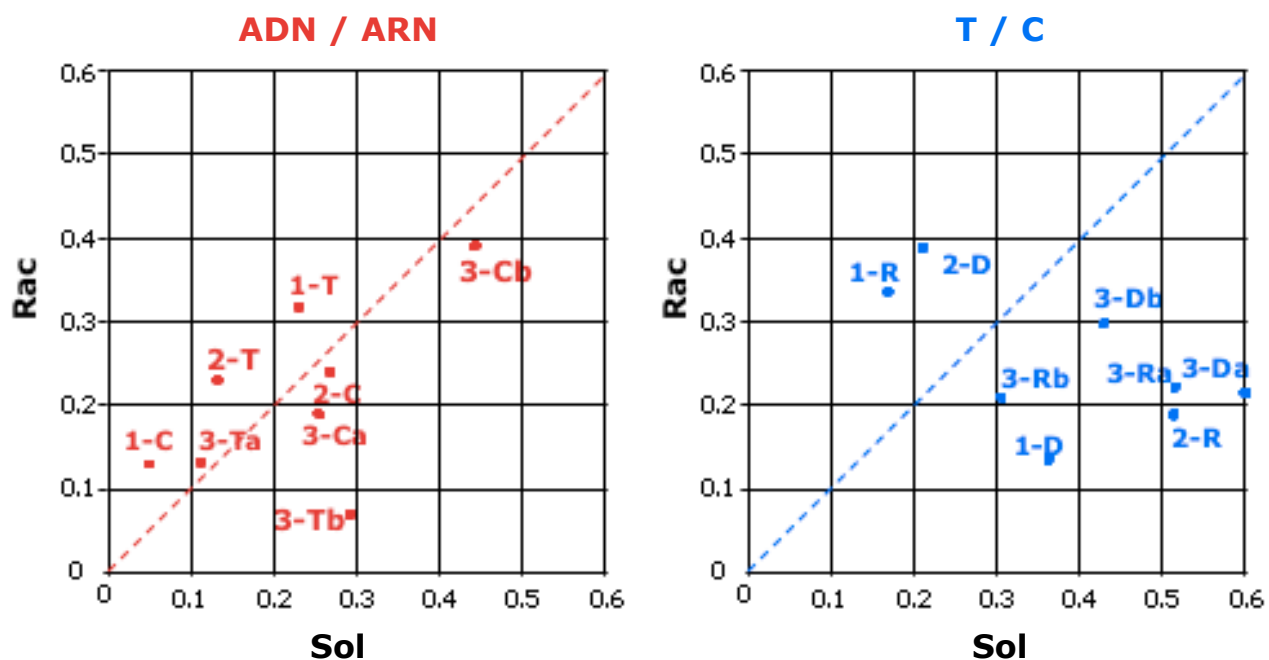 ADN / ARN
0.6
0.5
0.4
0.3
0.2
0.1
0
Rac
3-Cb
1-T
2-T
2-C
3-Ca
1-C
3-Ta
3-Tb
0 0.1 0.2 0.3 0.4 0.5 0.6
Sol
T / C
0.6
0.5
0.4
0.3
0.2
0.1
0
Rac
1-R
2-D
3-Db
3-Rb
3-Ra
3-Da
1-D
2-R
0 0.1 0.2 0.3 0.4 0.5 0.6
Sol